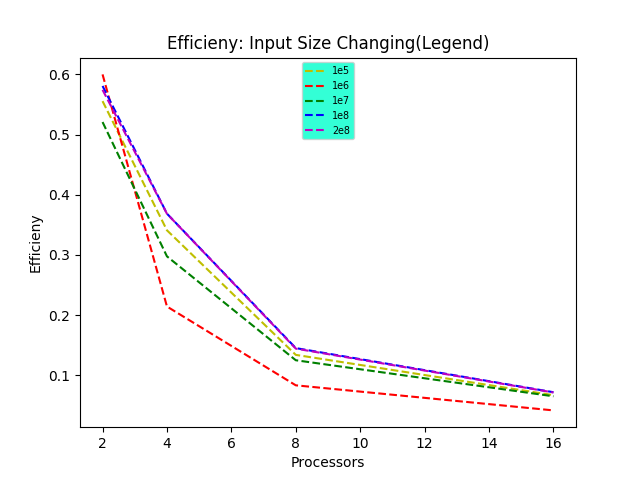 Efficieny: Input Size Changing(Legend)
1e5
1e6
1e7
1e8
2e8
Efficieny
0.6
0.5
0.4
0.3
0.2
0.1
2 4 6 8 10 12 14 16
Processors